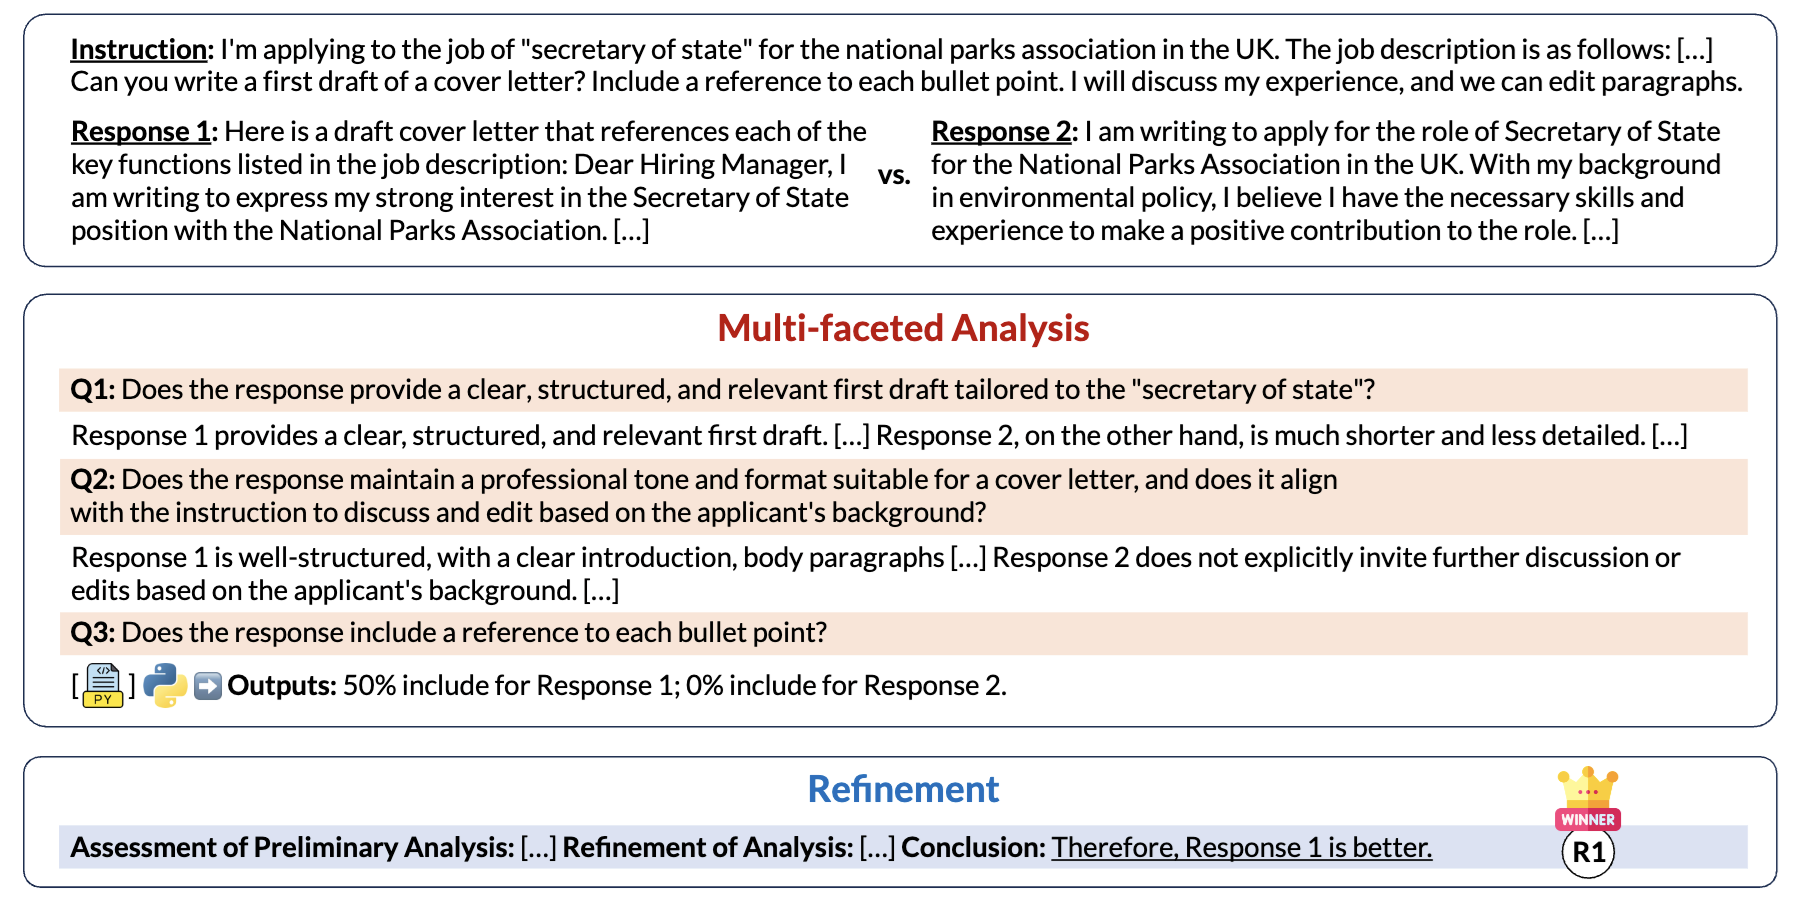 Instruction: I'm applying to the job of "secretary of state" for the national parks association in the UK. The job description is as follows: [...]
Can you write a first draft of a cover letter? Include a reference to each bullet point. I will discuss my experience, and we can edit paragraphs.
Response 1: Here is a draft cover letter that references each of the
key functions listed in the job description: Dear Hiring Manager, I
am writing to express my strong interest in the Secretary of State
position with the National Parks Association. [...]
vs.
Response 2: I am writing to apply for the role of Secretary of State
for the National Parks Association in the UK. With my background
in environmental policy, I believe I have the necessary skills and
experience to make a positive contribution to the role. [...]
Multi-faceted Analysis
Q1: Does the response provide a clear, structured, and relevant first draft tailored to the "secretary of state"?
Response 1 provides a clear, structured, and relevant first draft. [...] Response 2, on the other hand, is much shorter and less detailed. [...]
Q2: Does the response maintain a professional tone and format suitable for a cover letter, and does it align
with the instruction to discuss and edit based on the applicant's background?
Response 1 is well-structured, with a clear introduction, body paragraphs [...] Response 2 does not explicitly invite further discussion or
edits based on the applicant's background. [...]
Q3: Does the response include a reference to each bullet point?
[ </> PY ] Outputs: 50% include for Response 1; 0% include for Response 2.
Refinement
WINNER
Assessment of Preliminary Analysis: [...] Refinement of Analysis: [...] Conclusion: Therefore, Response 1 is better.
R1